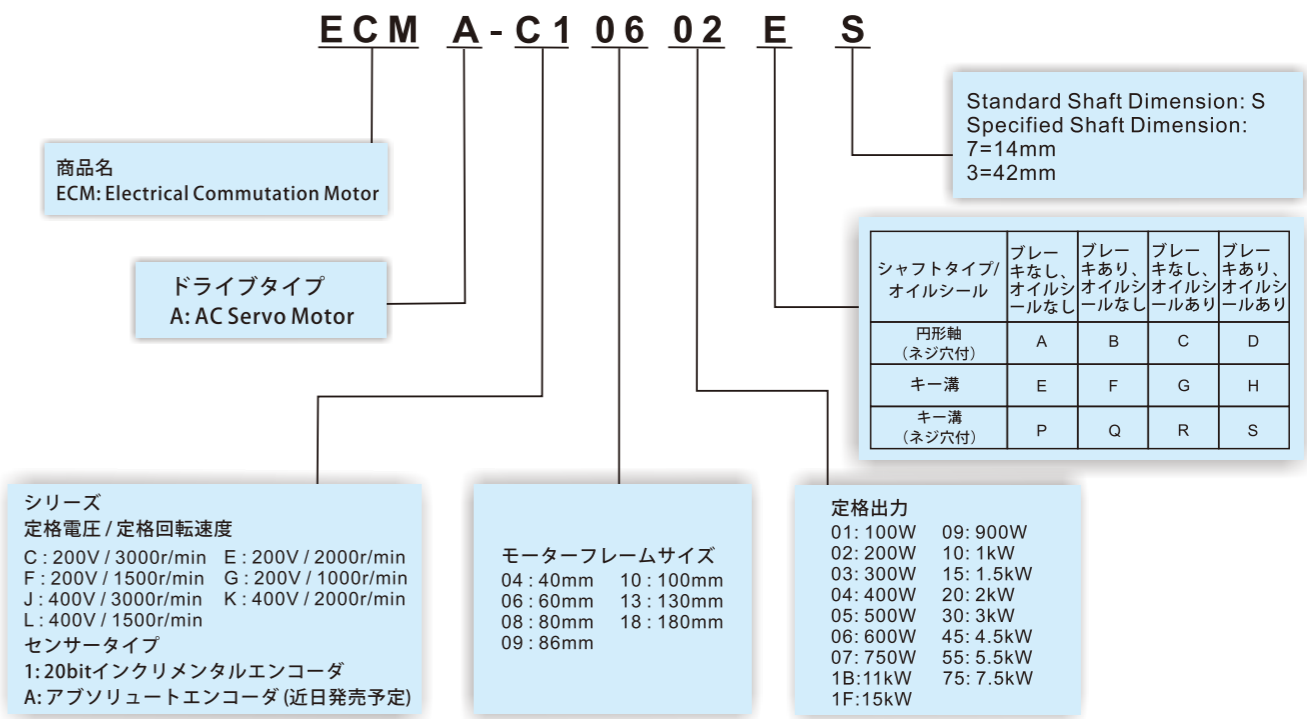 ECM A-C1 06 02 E S
Standard Shaft Dimension: S
Specified Shaft Dimension:
7=14mm
3=42mm
商品名
ECM: Electrical Commutation Motor
ドライブタイプ
A: AC Servo Motor
シャフトタイプ/
オイルシール
ブレー
キなし、
オイルシ
ールなし
ブレー
キあり、
オイルシ
ールなし
ブレー
キなし、
オイルシ
ールあり
ブレー
キあり、
オイルシ
ールあり
円形軸
(ネジ穴付)
A B C D
キー溝
E F G H
キー溝
(ネジ穴付)
P Q R S
シリーズ
定格電圧 / 定格回転速度
C : 200V / 3000r/min E : 200V / 2000r/min
F : 200V / 1500r/min G : 200V / 1000r/min
J : 400V / 3000r/min K : 400V / 2000r/min
L : 400V / 1500r/min
センサータイプ
1: 20bitインクリメンタルエンコーダ
A: アブソリュートエンコーダ (近日発売予定)
モーターフレームサイズ
04 : 40mm 10 : 100mm
06 : 60mm 13 : 130mm
08 : 80mm 18 : 180mm
09 : 86mm
定格出力
01: 100W 09: 900W
02: 200W 10: 1kW
03: 300W 15: 1.5kW
04: 400W 20: 2kW
05: 500W 30: 3kW
06: 600W 45: 4.5kW
07: 750W 55: 5.5kW
1B:11kW 75: 7.5kW
1F:15kW